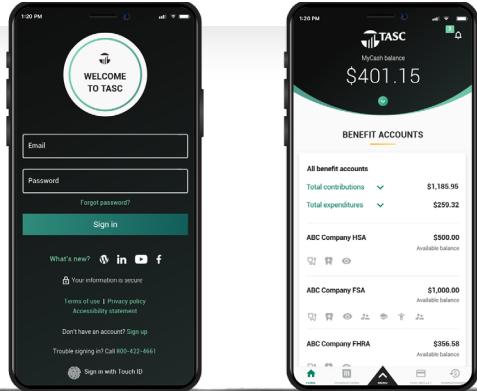 1:20 PM
WELCOME
TO TASC
Email
Password
Forgot password?
Sign in
What's new?
in
f
Your information is secure
Terms of use | Privacy policy
Accessibility statement
Don't have an account? Sign up
Trouble signing in? Call 800-422-4661
Sign in with Touch ID
1:20 PM
TASC
MyCash balance
$401.15
BENEFIT ACCOUNTS
All benefit accounts
Total contributions $1,185.95
Total expenditures $259.32
ABC Company HSA $500.00
Available balance
ABC Company FSA $1,000.00
Available balance
ABC Company FHRA $356.58
Available balance
HOME
MENU